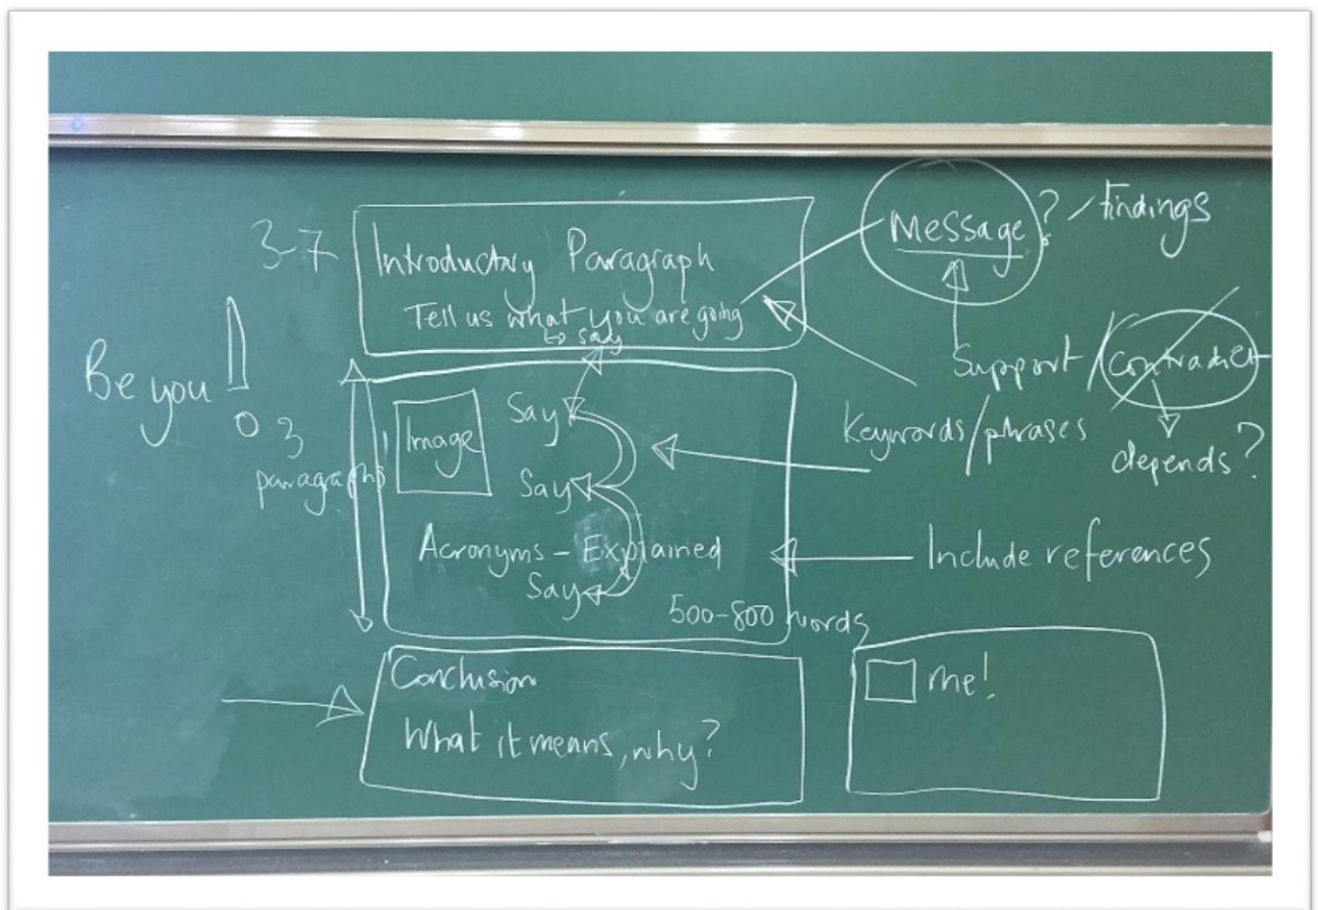 3-7
Introductory Paragraph
Tell us what you are going
to say
Message? / findings
Support / contradict
depends?
Keywords/phrases
Be you!
3
paragraphs
Image
Say
Say
Acronyms - Explained
Say
500-800 words
Include references
Conclusion
What it means, why?
me!